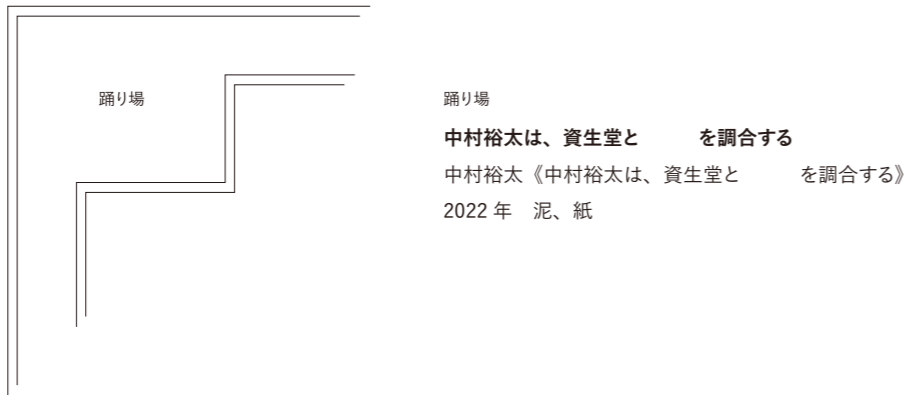 踊り場
踊り場
中村裕太は、資生堂と　　　を調合する
中村裕太《中村裕太は、資生堂と　　　を調合する》
2022 年　泥、紙